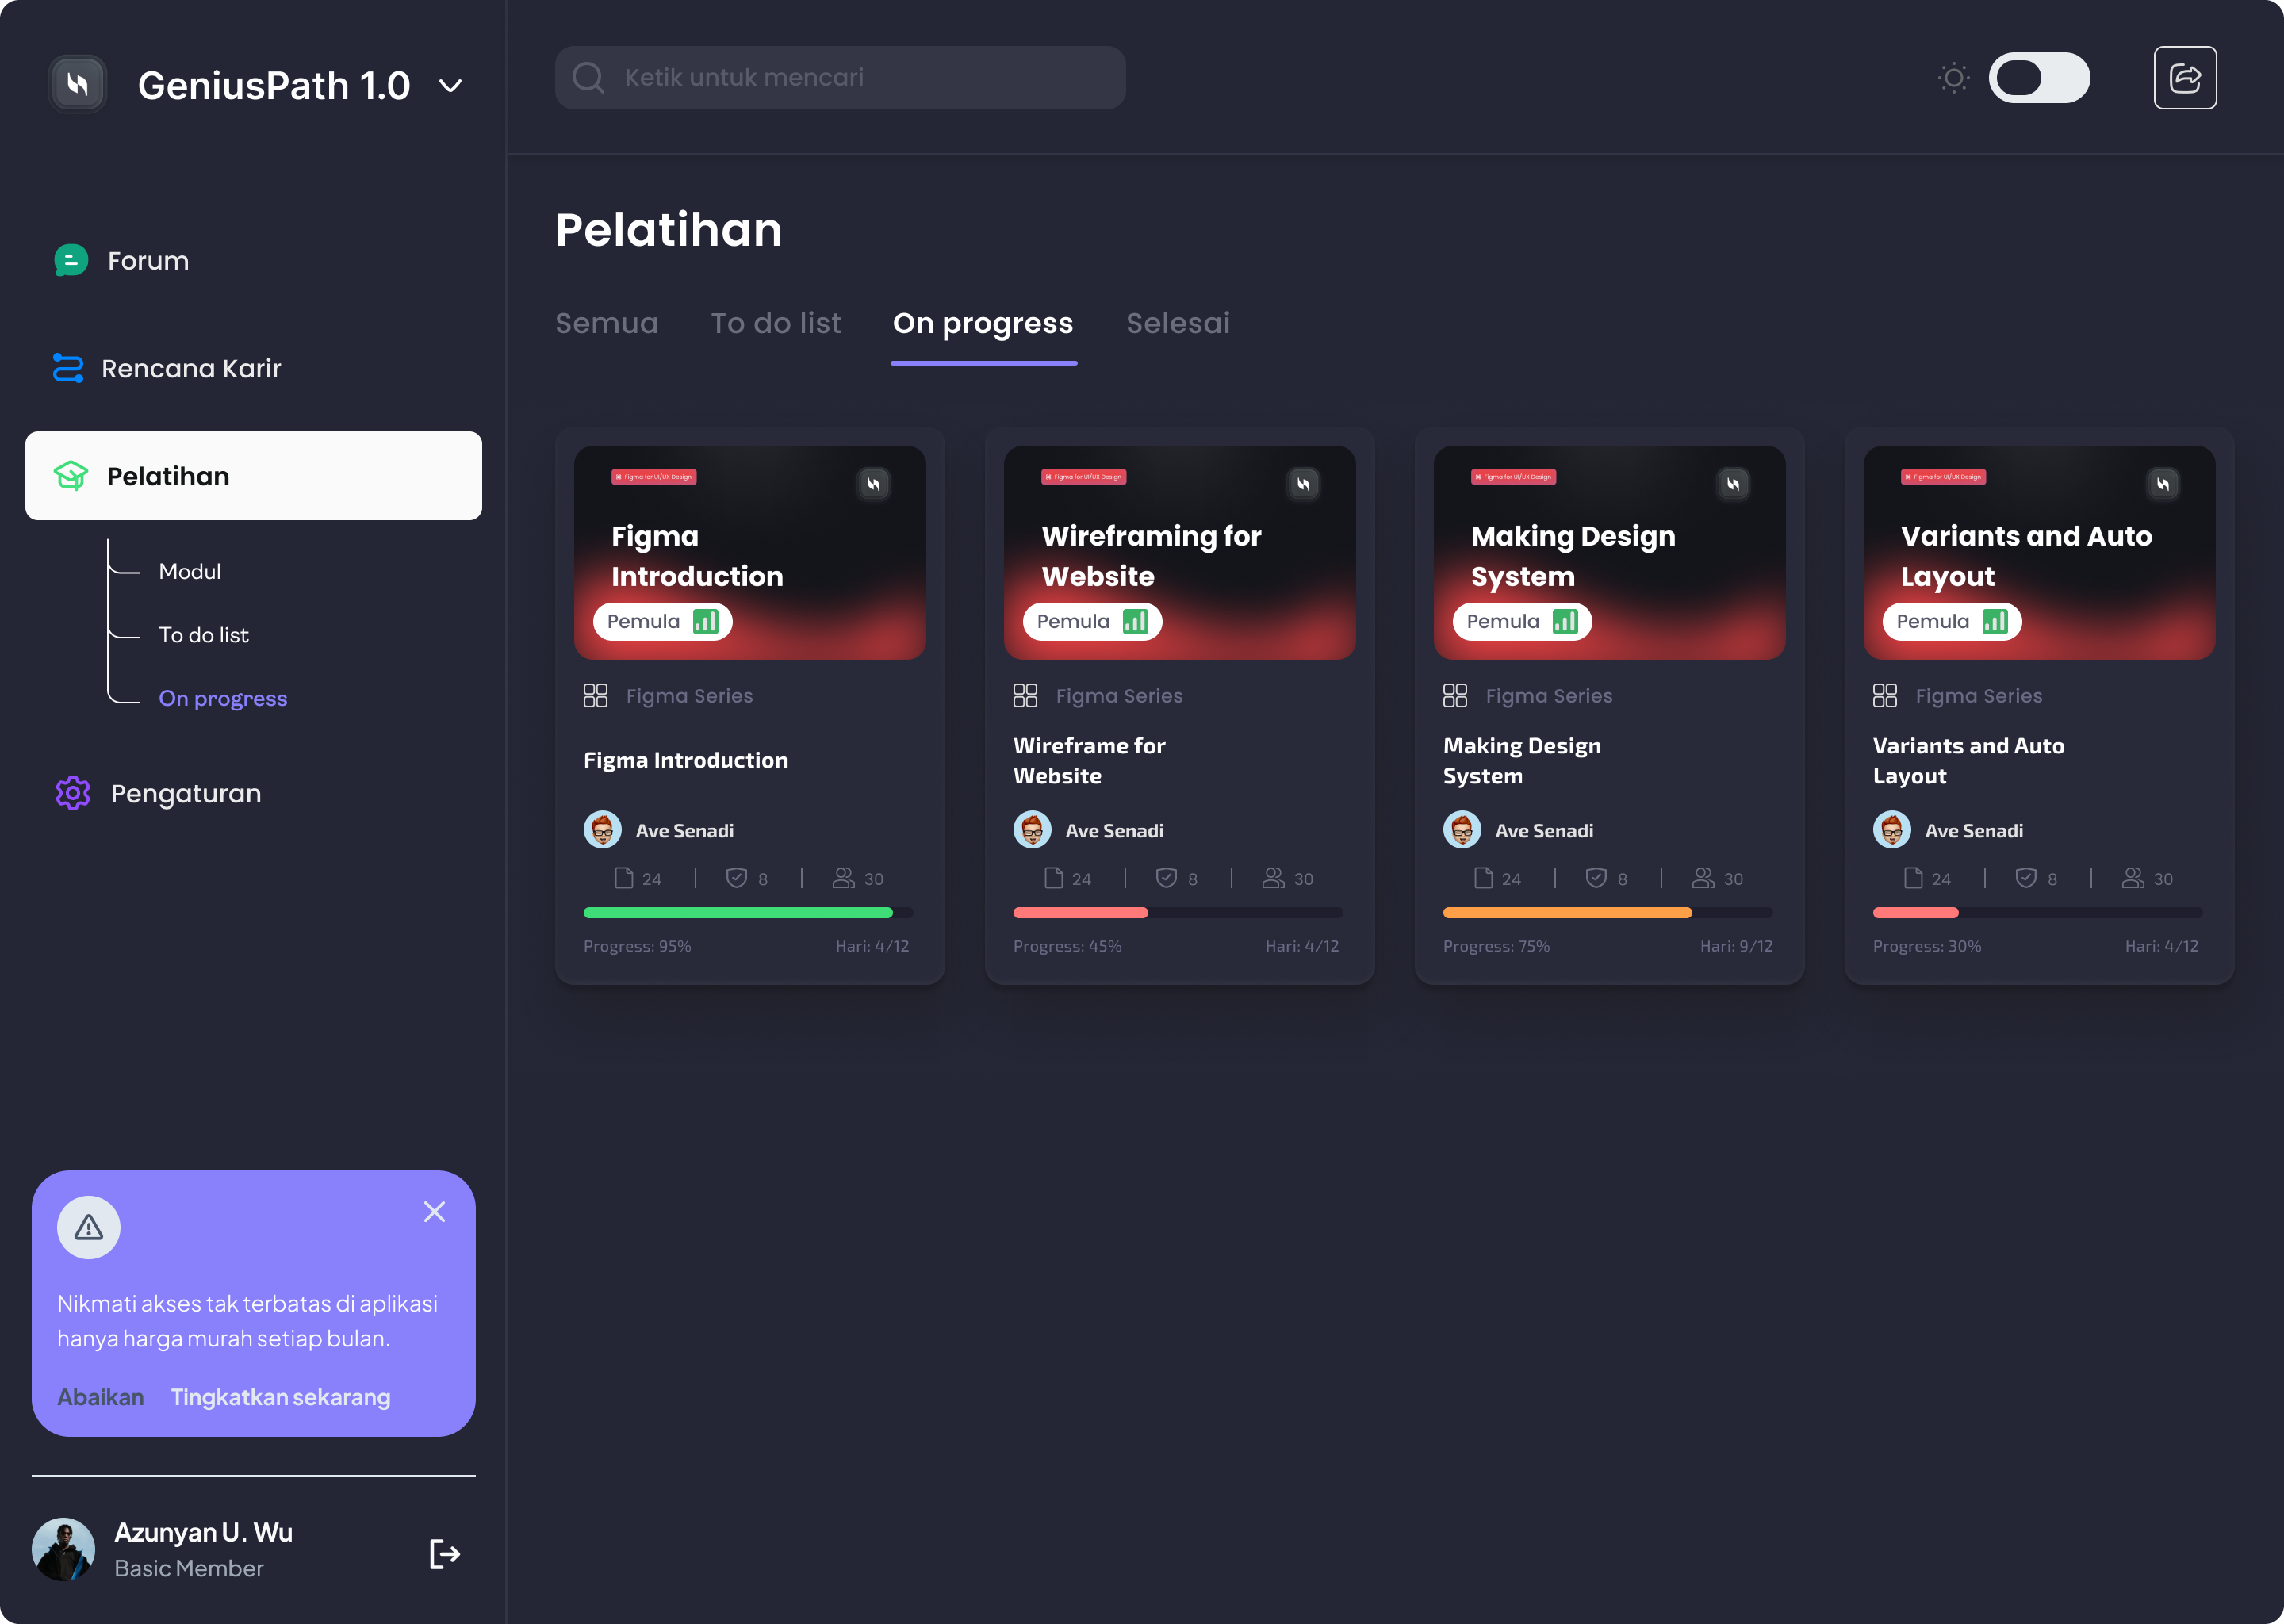 GeniusPath 1.0
Ketik untuk mencari
Forum
Rencana Karir
Pelatihan
Modul
To do list
On progress
Pengaturan
Nikmati akses tak terbatas di aplikasi
hanya harga murah setiap bulan.
Abaikan Tingkatkan sekarang
Azunyan U. Wu
Basic Member
Pelatihan
Semua To do list On progress Selesai
Figma for UI/UX Design
Figma
Introduction
Pemula
Figma Series
Figma Introduction
Ave Senadi
24 8 30
Progress: 95% Hari: 4/12
Figma for UI/UX Design
Wireframing for
Website
Pemula
Figma Series
Wireframe for
Website
Ave Senadi
24 8 30
Progress: 45% Hari: 4/12
Figma for UI/UX Design
Making Design
System
Pemula
Figma Series
Making Design
System
Ave Senadi
24 8 30
Progress: 75% Hari: 9/12
Figma for UI/UX Design
Variants and Auto
Layout
Pemula
Figma Series
Variants and Auto
Layout
Ave Senadi
24 8 30
Progress: 30% Hari: 4/12